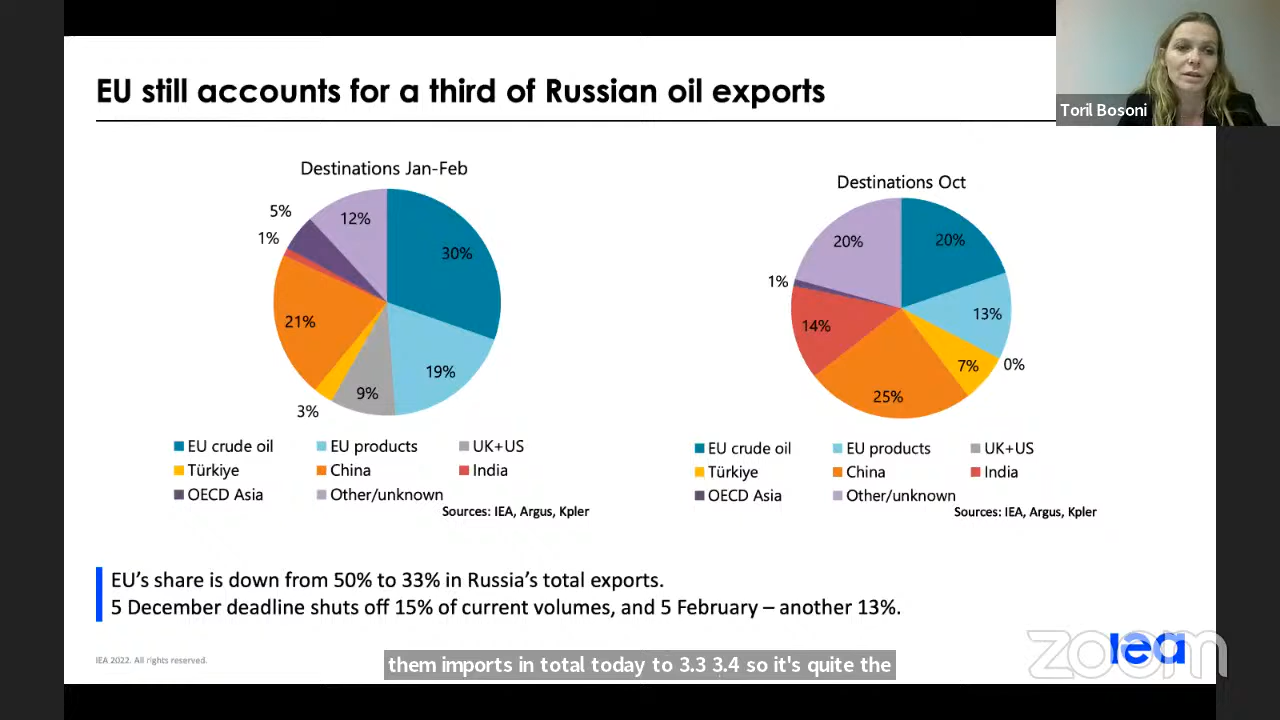 Toril Bosoni
EU still accounts for a third of Russian oil exports
Destinations Jan-Feb
5%
12%
1%
30%
21%
19%
9%
3%
EU crude oil
EU products
UK+US
Türkiye
China
India
OECD Asia
Other/unknown
Sources: IEA, Argus, Kpler
Destinations Oct
20%
20%
1%
13%
14%
7%
0%
25%
EU crude oil
EU products
UK+US
Türkiye
China
India
OECD Asia
Other/unknown
Sources: IEA, Argus, Kpler
EU's share is down from 50% to 33% in Russia's total exports.
5 December deadline shuts off 15% of current volumes, and 5 February – another 13%.
IEA 2022. All rights reserved.
them imports in total today to 3.3 3.4 so it's quite the
iea
zoom